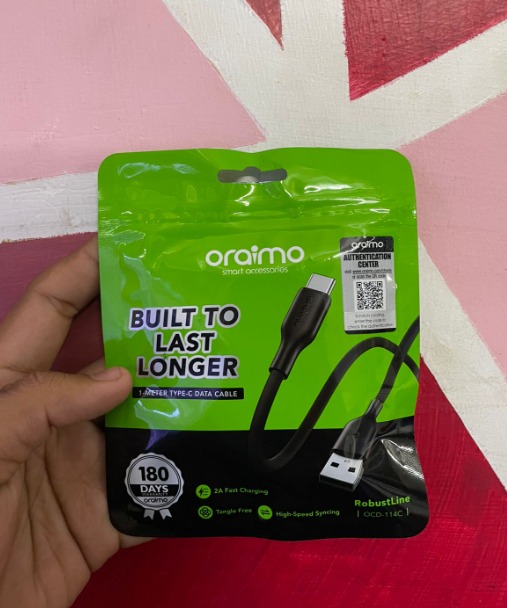 oraimo
smart accessories
oraimo
AUTHENTICATION
CENTER
BUILT TO
LAST
LONGER
1-METER TYPE-C DATA CABLE
180
DAYS
WARRANTY
oraimo
2A Fast Charging
Tangle Free
High-Speed Syncing
RobustLine
| OCD-114C |